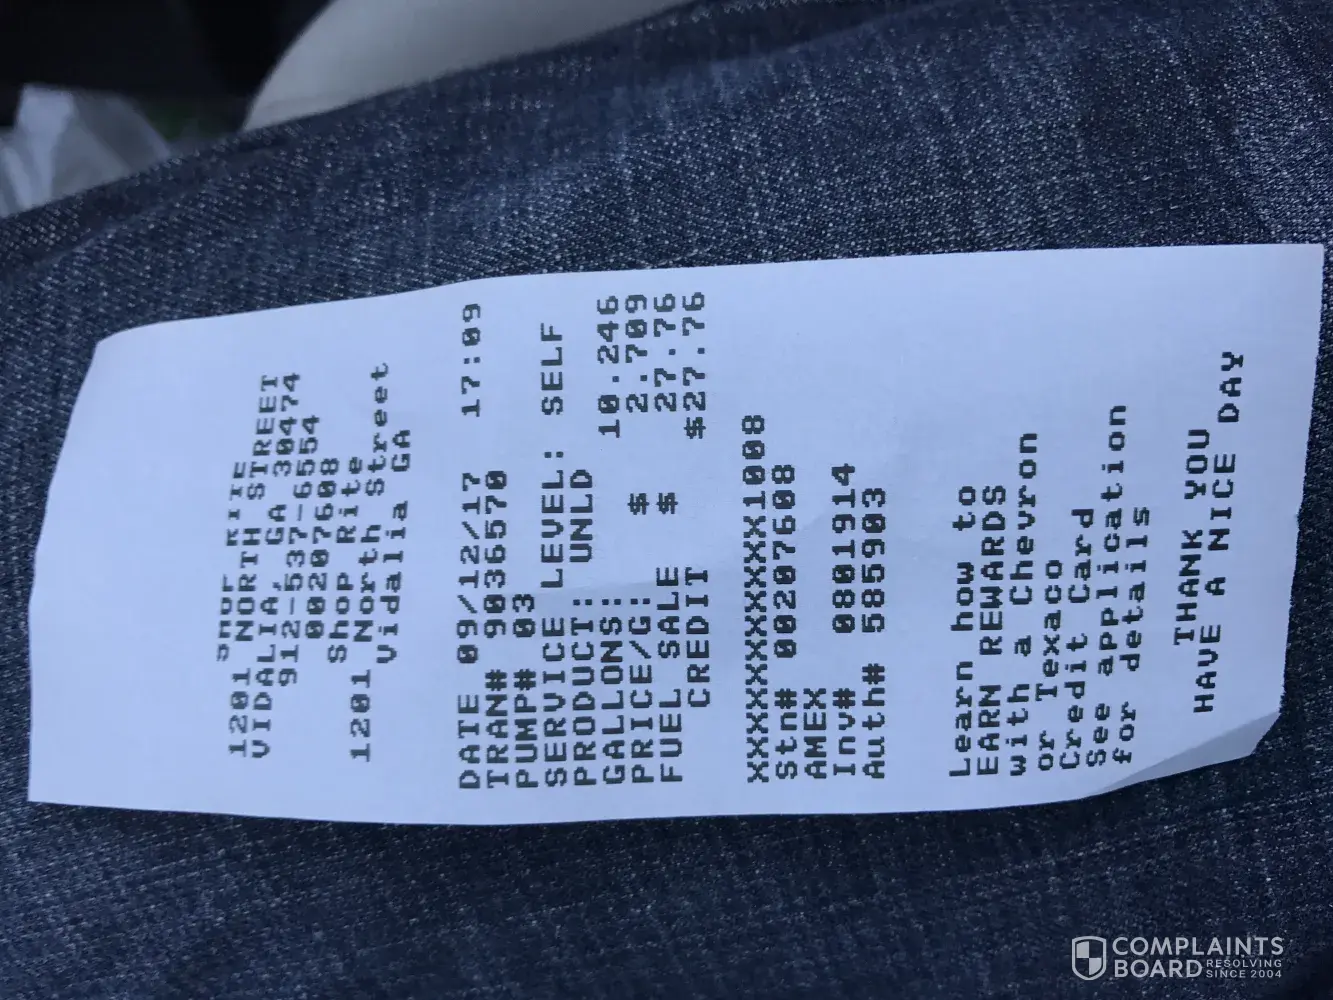 SHOP RITE
1201 NORTH STREET
VIDALIA, GA 30474
912-537-6554
00207608
Shop Rite
1201 North Street
Vidalia GA
DATE 09/12/17 17:09
TRAN# 9036570
PUMP# 03
SERVICE LEVEL: SELF
PRODUCT: UNLD
GALLONS: 10.246
PRICE/G: $ 2.709
FUEL SALE $ 27.76
CREDIT $27.76
XXXXXXXXXXX1008
Stn# 00207608
AMEX
Inv# 0801914
Auth# 585903
Learn how to
EARN REWARDS
with a Chevron
or Texaco
Credit Card
See application
for details
THANK YOU
HAVE A NICE DAY
COMPLAINTS
BOARD RESOLVING
SINCE 2004